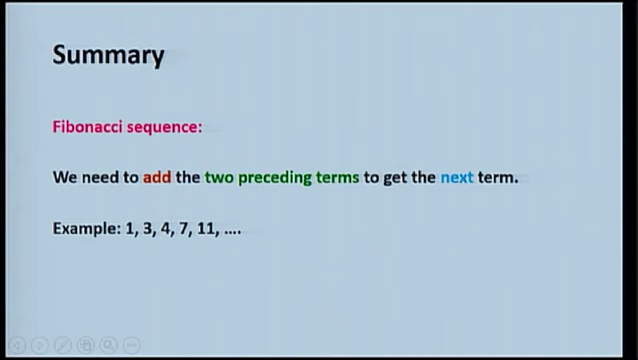 Summary
Fibonacci sequence:
We need to add the two preceding terms to get the next term.
Example: 1, 3, 4, 7, 11, ....